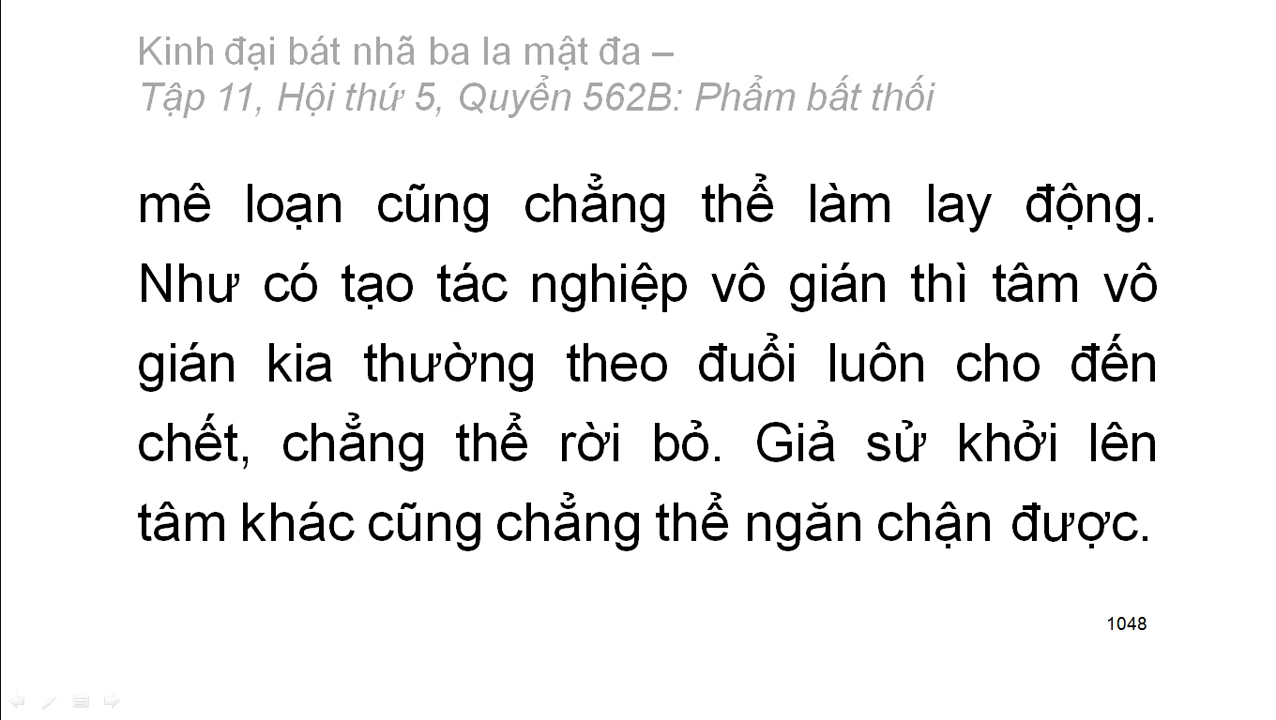 Kinh đại bát nhã ba la mật đa –
Tập 11, Hội thứ 5, Quyển 562B: Phẩm bất thối
mê loạn cũng chẳng thể làm lay động.
Như có tạo tác nghiệp vô gián thì tâm vô
gián kia thường theo đuổi luôn cho đến
chết, chẳng thể rời bỏ. Giả sử khởi lên
tâm khác cũng chẳng thể ngăn chận được.
1048